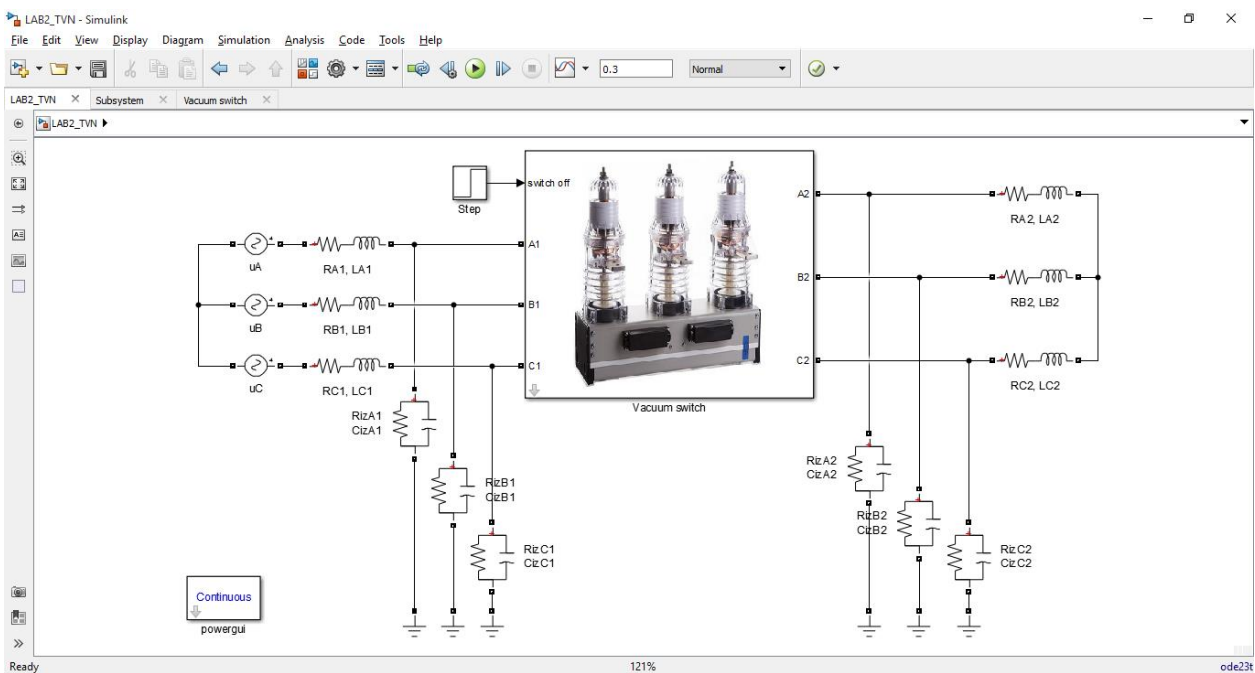 LAB2_TVN - Simulink
File Edit View Display Diagram Simulation Analysis Code Tools Help
0.3 Normal
LAB2_TVN Subsystem Vacuum switch
LAB2_TVN
switch off
Step
A1
B1
C1
A2
B2
C2
Vacuum switch
uA
RA1, LA1
uB
RB1, LB1
uC
RC1, LC1
RA2, LA2
RB2, LB2
RC2, LC2
RizA1
CizA1
RizB1
CizB1
RizC1
CizC1
RizA2
CizA2
RizB2
CizB2
RizC2
CizC2
Continuous
powergui
Ready 121% ode23t